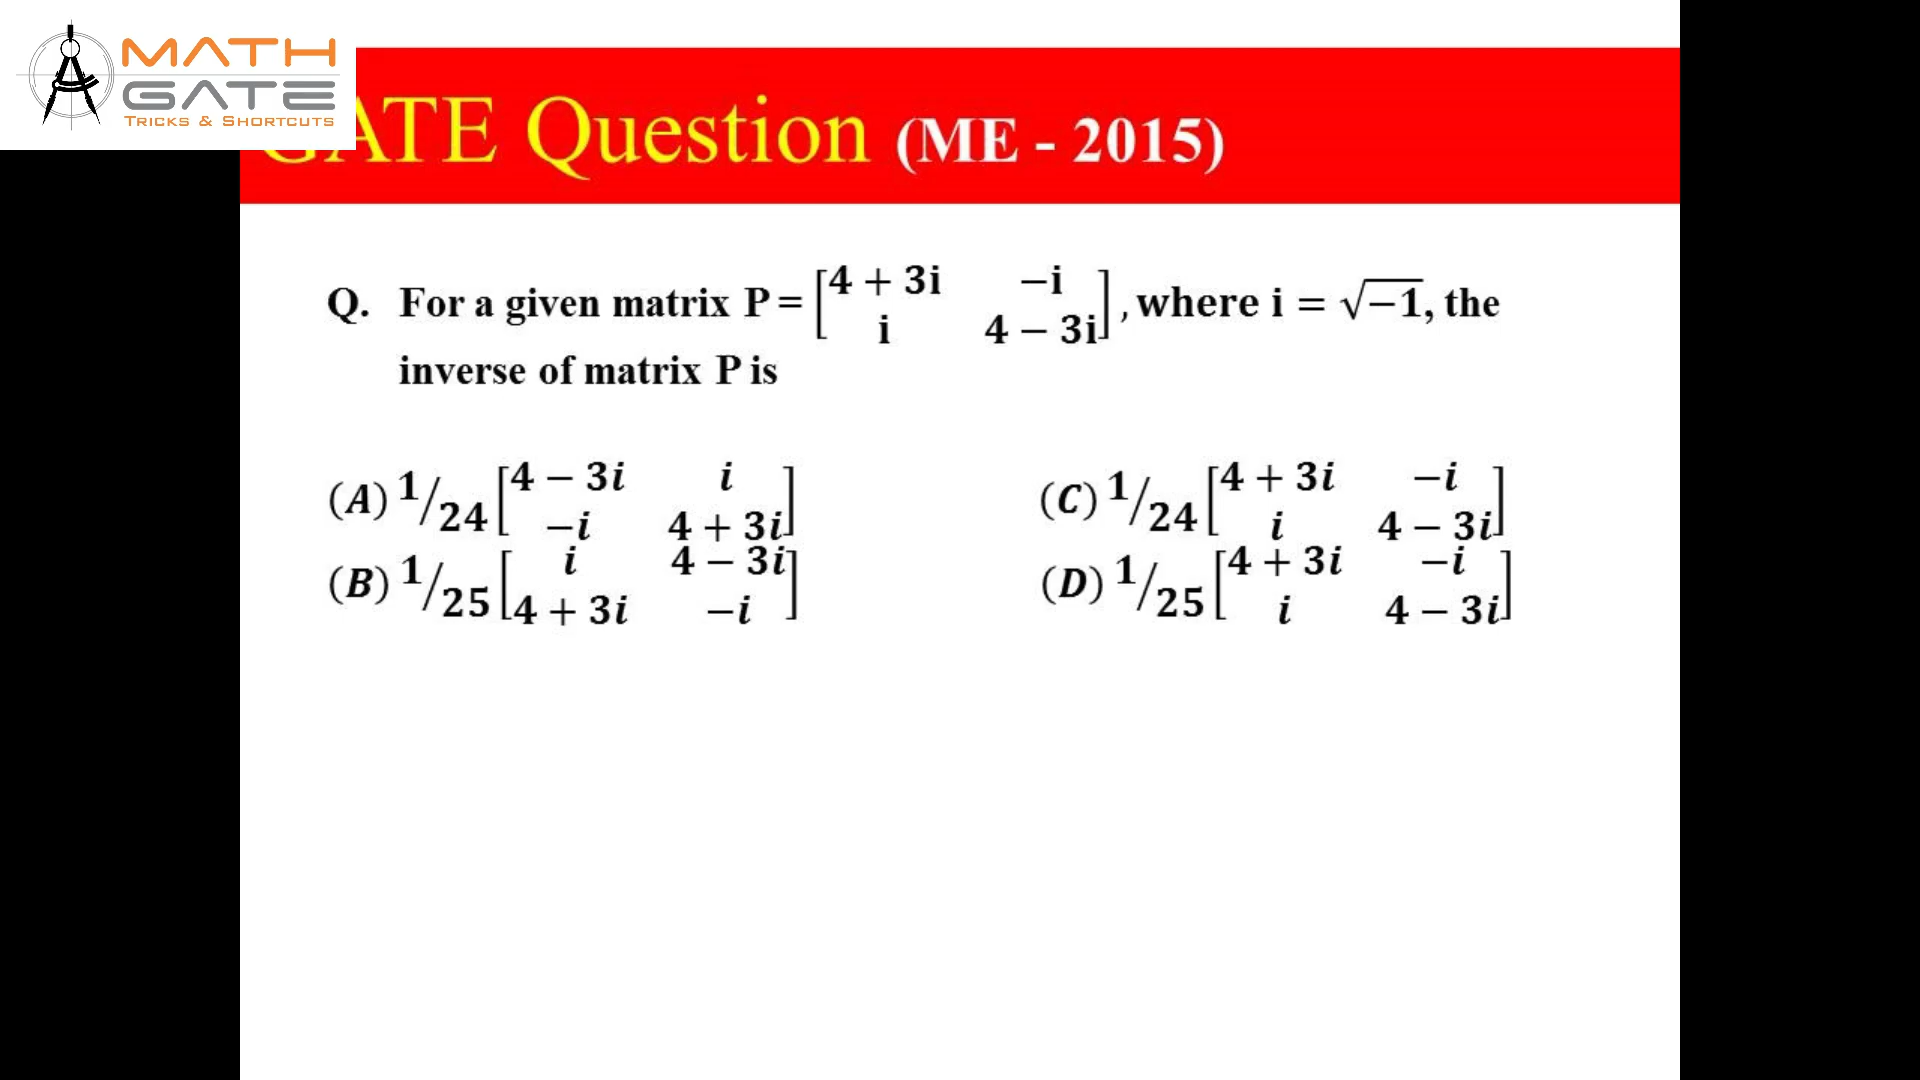 MATH
GATE
TRICKS & SHORTCUTS
GATE Question (ME - 2015)
Q. For a given matrix P = [4 + 3i −i
i 4 − 3i], where i = √−1, the
inverse of matrix P is
(A) 1/24 [4 − 3i i
−i 4 + 3i]
(B) 1/25 [i 4 − 3i
4 + 3i −i]
(C) 1/24 [4 + 3i −i
i 4 − 3i]
(D) 1/25 [4 + 3i −i
i 4 − 3i]